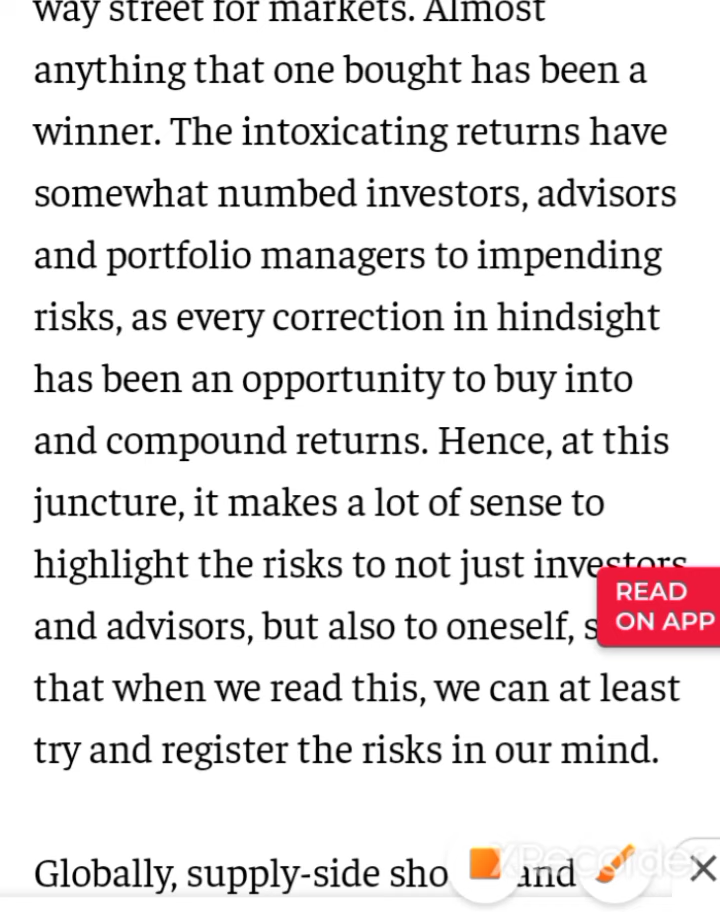 way street for markets. Almost
anything that one bought has been a
winner. The intoxicating returns have
somewhat numbed investors, advisors
and portfolio managers to impending
risks, as every correction in hindsight
has been an opportunity to buy into
and compound returns. Hence, at this
juncture, it makes a lot of sense to
highlight the risks to not just investors
READ
and advisors, but also to oneself, s
ON APP
that when we read this, we can at least
try and register the risks in our mind.
Globally, supply-side sho and
XRecorder